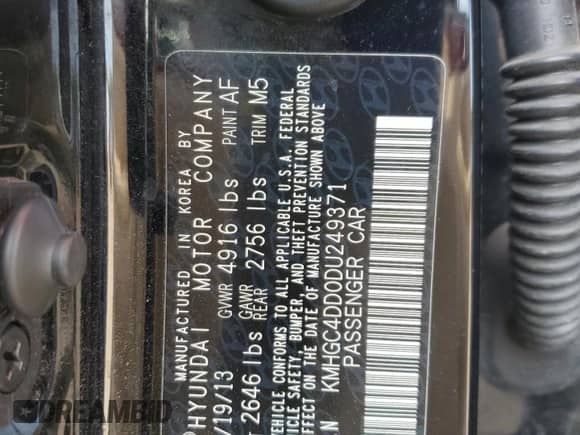 MANUFACTURED IN KOREA BY
HYUNDAI MOTOR COMPANY
/19/13 GVWR 4916 lbs PAINT AF
2646 lbs GAWR REAR 2756 lbs TRIM M5
VEHICLE CONFORMS TO ALL APPLICABLE U.S.A. FEDERAL
VEHICLE SAFETY, BUMPER, AND THEFT PREVENTION STANDARDS
EFFECT ON THE DATE OF MANUFACTURE SHOWN ABOVE
KMHGC4DD0DU249371
PASSENGER CAR
DREAMBID